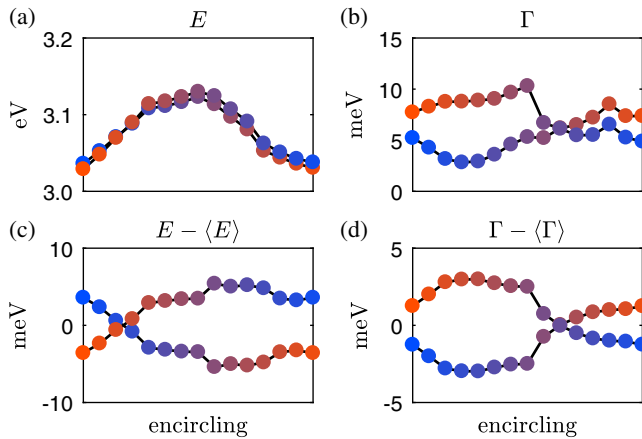 (a) E (b) Γ
3.2 15
eV meV
3.1 10
5
3.0 0
(c) E − ⟨E⟩ (d) Γ − ⟨Γ⟩
10 5
meV meV
0 0
-10 -5
encircling encircling